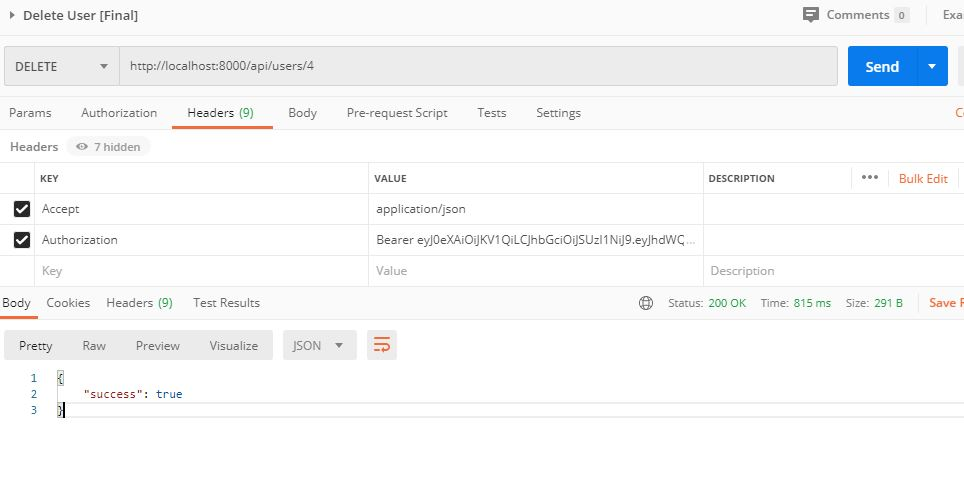 Delete User [Final] Comments 0 Exa
DELETE http://localhost:8000/api/users/4 Send
Params Authorization Headers (9) Body Pre-request Script Tests Settings Co
Headers 7 hidden
KEY VALUE DESCRIPTION ••• Bulk Edit
Accept application/json
Authorization Bearer eyJ0eXAiOiJKV1QiLCJhbGciOiJSUzI1NiJ9.eyJhdWQ...
Key Value Description
Body Cookies Headers (9) Test Results Status: 200 OK Time: 815 ms Size: 291 B Save R
Pretty Raw Preview Visualize JSON
1 {
2 "success": true
3 }